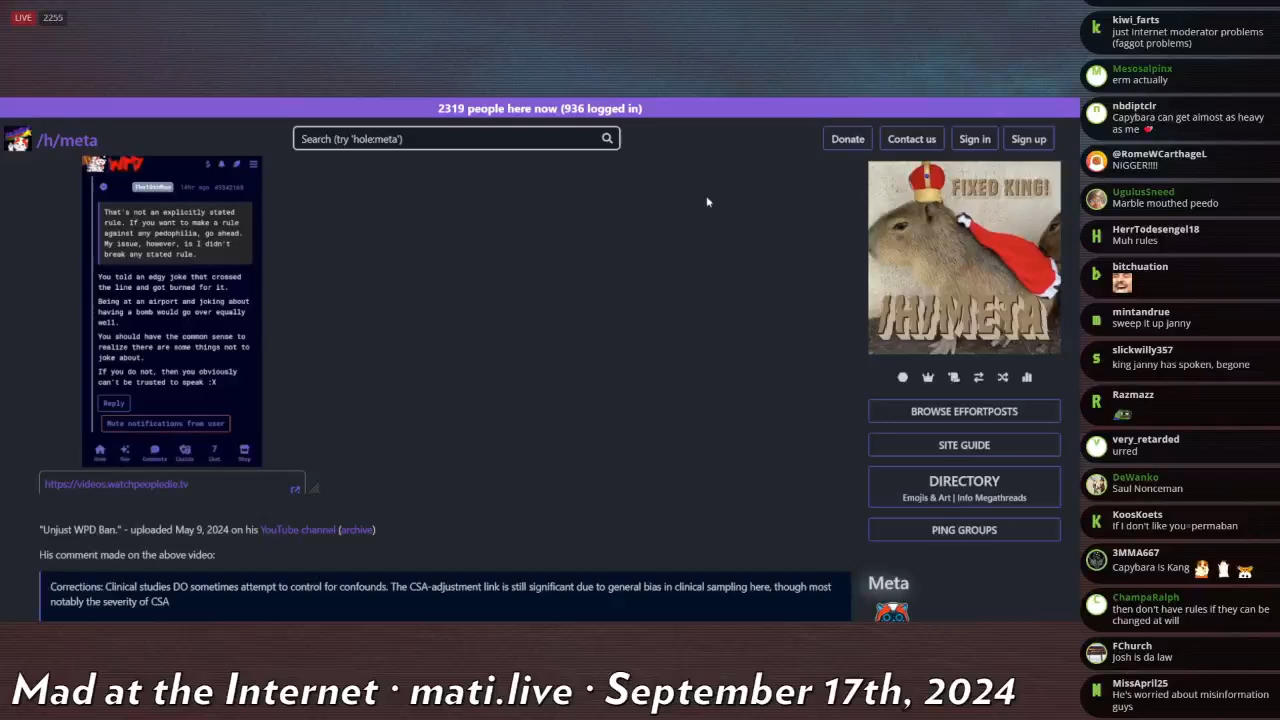 LIVE 2255
2319 people here now (936 logged in)
/h/meta
Search (try 'hole:meta')
Donate
Contact us
Sign in
Sign up
WPD
14hr ago #5342168
That's not an explicitly stated
rule. If you want to make a rule
against any pedophilia, go ahead.
My issue, however, is I didn't
break any stated rule.
You told an edgy joke that crossed
the line and got burned for it.
Being at an airport and joking about
having a bomb would go over equally
well.
You should have the common sense to
realize there are some things not to
joke about.
If you do not, then you obviously
can't be trusted to speak :X
Reply
Mute notifications from user
Home
New
Comments
Chat
Shop
https://videos.watchpeopledie.tv
"Unjust WPD Ban." - uploaded May 9, 2024 on his YouTube channel (archive)
His comment made on the above video:
Corrections: Clinical studies DO sometimes attempt to control for confounds. The CSA-adjustment link is still significant due to general bias in clinical sampling here, though most
notably the severity of CSA
FIXED KING!
/H/META
BROWSE EFFORTPOSTS
SITE GUIDE
DIRECTORY
Emojis & Art | Info Megathreads
PING GROUPS
Meta
kiwi_farts
just Internet moderator problems
(faggot problems)
Mesosalpinx
erm actually
nbdiptclr
Capybara can get almost as heavy
as me
@RomeWCarthageL
NIGGER!!!!
UgulusSneed
Marble mouthed peedo
HerrTodesengel18
Muh rules
bitchuation
mintandrue
sweep it up janny
slickwilly357
king janny has spoken, begone
Razmazz
very_retarded
urred
DeWanko
Saul Nonceman
KoosKoets
If I don't like you=permaban
3MMA667
Capybara is Kang
ChampaRalph
then don't have rules if they can be
changed at will
FChurch
Josh is da law
MissApril25
He's worried about misinformation
guys
Mad at the Internet · mati.live · September 17th, 2024